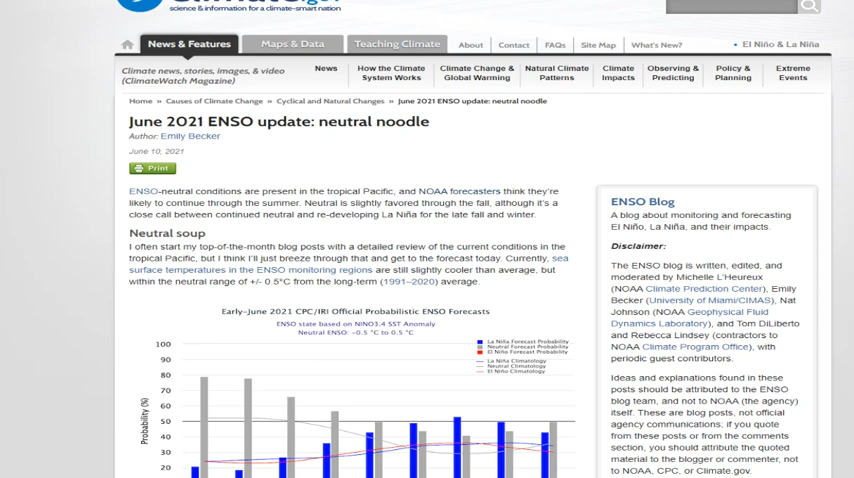 science & information for a climate-smart nation
News & Features
Maps & Data
Teaching Climate
About
Contact
FAQs
Site Map
What's New?
• El Niño & La Niña
Climate news, stories, images, & video
(ClimateWatch Magazine)
News
How the Climate
System Works
Climate Change &
Global Warming
Natural Climate
Patterns
Climate
Impacts
Observing &
Predicting
Policy &
Planning
Extreme
Events
Home » Causes of Climate Change » Cyclical and Natural Changes » June 2021 ENSO update: neutral noodle
June 2021 ENSO update: neutral noodle
Author: Emily Becker
June 10, 2021
Print
ENSO-neutral conditions are present in the tropical Pacific, and NOAA forecasters think they're
likely to continue through the summer. Neutral is slightly favored through the fall, although it's a
close call between continued neutral and re-developing La Niña for the late fall and winter.
Neutral soup
I often start my top-of-the-month blog posts with a detailed review of the current conditions in the
tropical Pacific, but I think I'll just breeze through that and get to the forecast today. Currently, sea
surface temperatures in the ENSO monitoring regions are still slightly cooler than average, but
within the neutral range of +/- 0.5°C from the long-term (1991–2020) average.
Early-June 2021 CPC/IRI Official Probabilistic ENSO Forecasts
ENSO state based on NINO3.4 SST Anomaly
Neutral ENSO: −0.5 °C to 0.5 °C
La Niña Forecast Probability
Neutral Forecast Probability
El Niño Forecast Probability
La Niña Climatology
Neutral Climatology
El Niño Climatology
Probability (%)
100
90
80
70
60
50
40
30
20
ENSO Blog
A blog about monitoring and forecasting
El Niño, La Niña, and their impacts.
Disclaimer:
The ENSO blog is written, edited, and
moderated by Michelle L'Heureux
(NOAA Climate Prediction Center), Emily
Becker (University of Miami/CIMAS), Nat
Johnson (NOAA Geophysical Fluid
Dynamics Laboratory), and Tom DiLiberto
and Rebecca Lindsey (contractors to
NOAA Climate Program Office), with
periodic guest contributors.
Ideas and explanations found in these
posts should be attributed to the ENSO
blog team, and not to NOAA (the agency)
itself. These are blog posts, not official
agency communications; if you quote
from these posts or from the comments
section, you should attribute the quoted
material to the blogger or commenter, not
to NOAA, CPC, or Climate.gov.